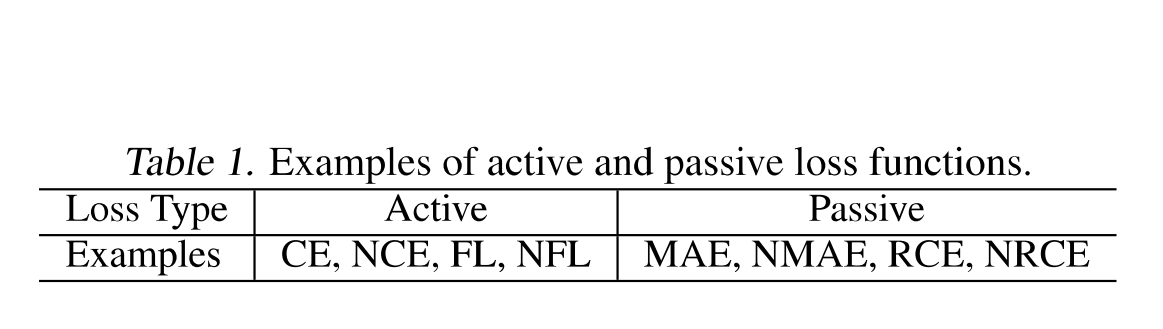 Table 1. Examples of active and passive loss functions.
Loss Type Active Passive
Examples CE, NCE, FL, NFL MAE, NMAE, RCE, NRCE